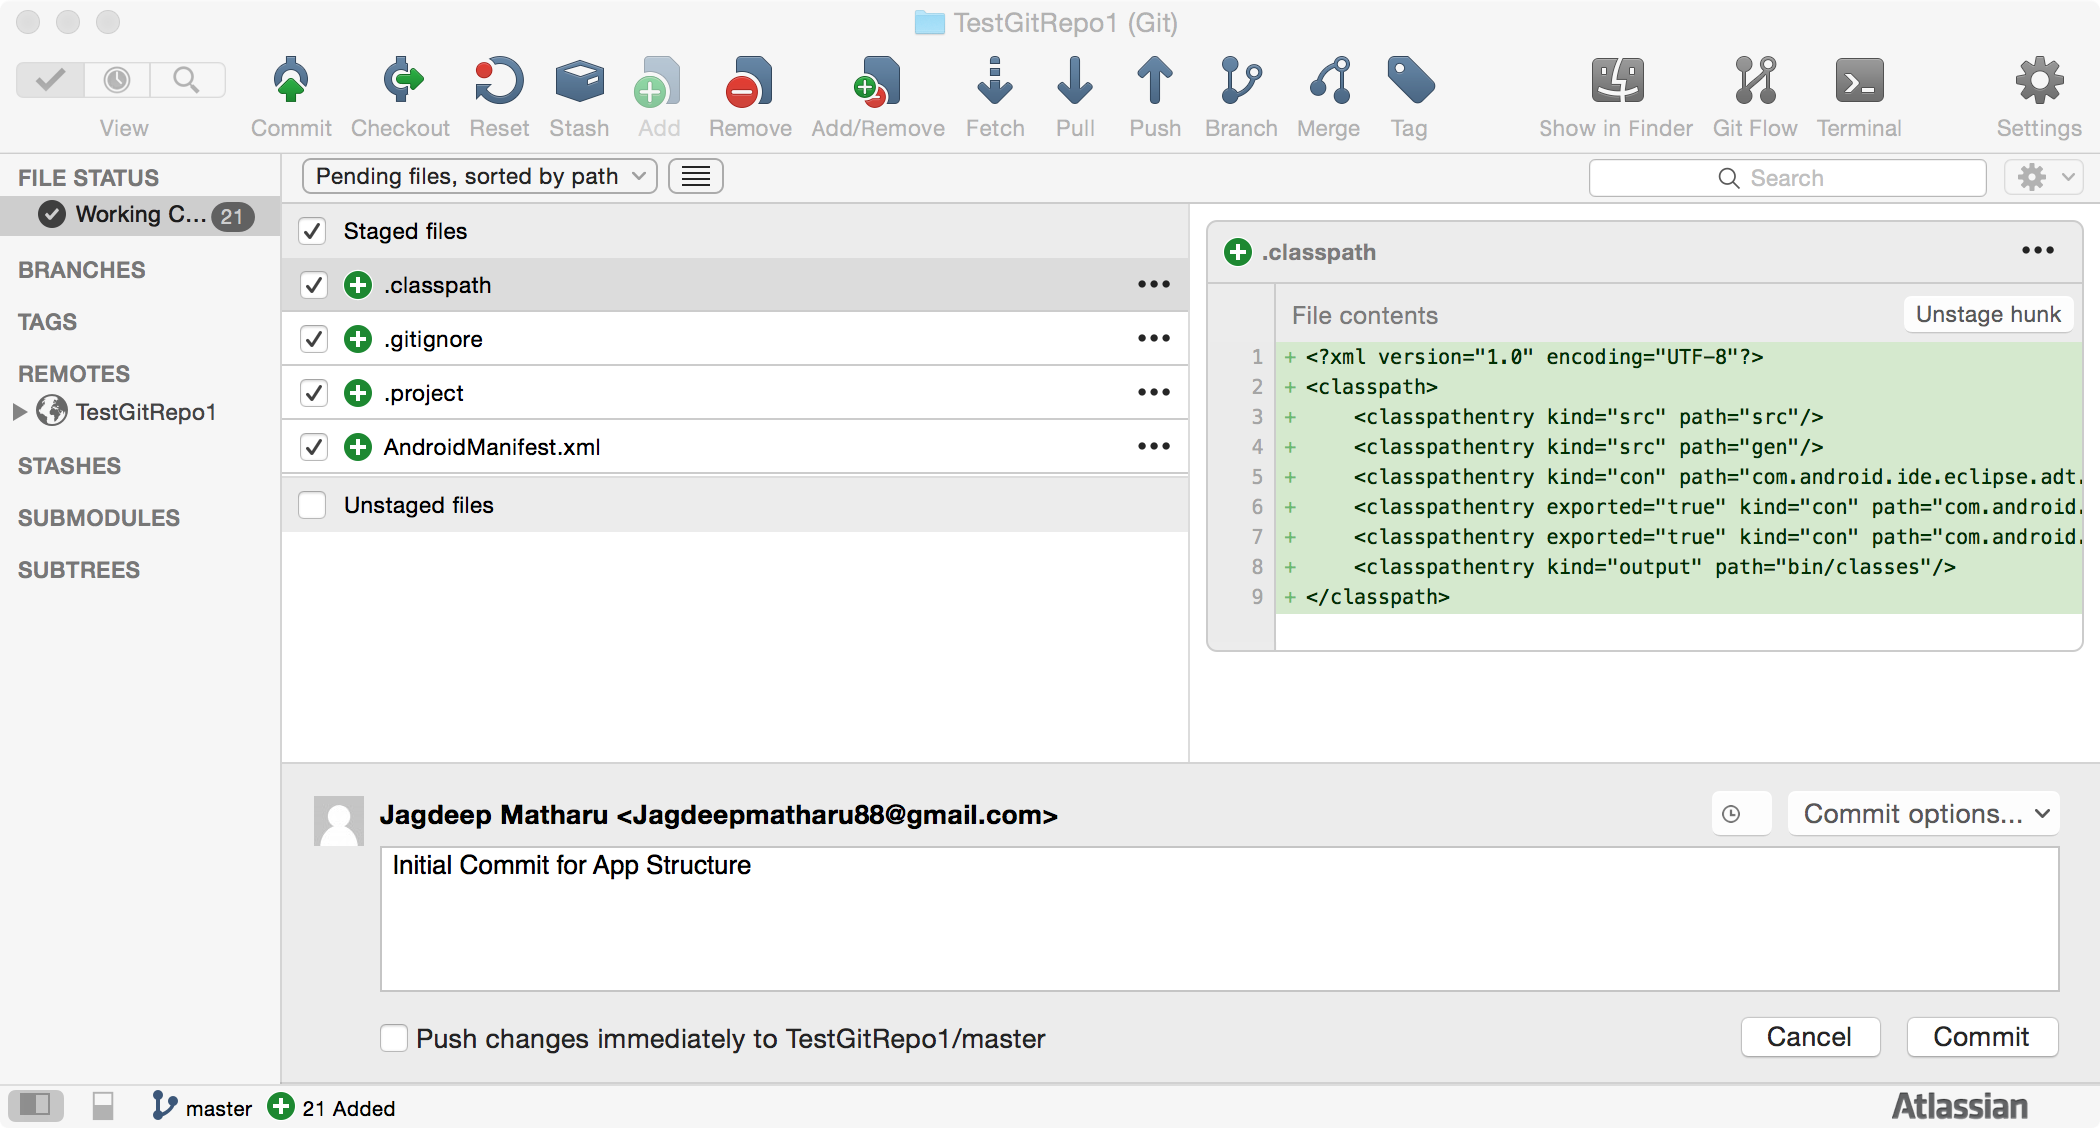 TestGitRepo1 (Git)
View
Commit
Checkout
Reset
Stash
Add
Remove
Add/Remove
Fetch
Pull
Push
Branch
Merge
Tag
Show in Finder
Git Flow
Terminal
Settings
FILE STATUS
Working C... 21
BRANCHES
TAGS
REMOTES
TestGitRepo1
STASHES
SUBMODULES
SUBTREES
Pending files, sorted by path
Search
Staged files
.classpath
.gitignore
.project
AndroidManifest.xml
Unstaged files
.classpath
File contents
Unstage hunk
1 + <?xml version="1.0" encoding="UTF-8"?>
2 + <classpath>
3 + <classpathentry kind="src" path="src"/>
4 + <classpathentry kind="src" path="gen"/>
5 + <classpathentry kind="con" path="com.android.ide.eclipse.adt.
6 + <classpathentry exported="true" kind="con" path="com.android.
7 + <classpathentry exported="true" kind="con" path="com.android.
8 + <classpathentry kind="output" path="bin/classes"/>
9 + </classpath>
Jagdeep Matharu <Jagdeepmatharu88@gmail.com>
Commit options...
Initial Commit for App Structure
Push changes immediately to TestGitRepo1/master
Cancel
Commit
master
21 Added
Atlassian